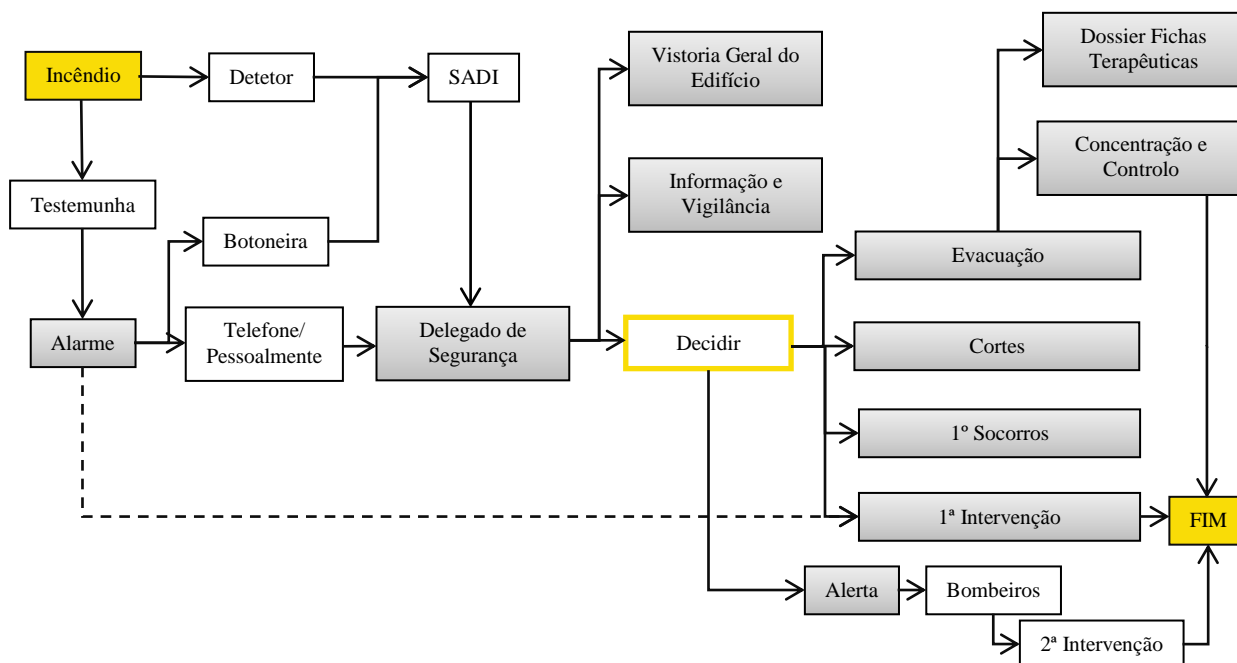 Incêndio
Detetor
SADI
Vistoria Geral do
Edifício
Dossier Fichas
Terapêuticas
Concentração e
Controlo
Testemunha
Informação e
Vigilância
Botoneira
Evacuação
Alarme
Telefone/
Pessoalmente
Delegado de
Segurança
Decidir
Cortes
1º Socorros
1ª Intervenção
FIM
Alerta
Bombeiros
2ª Intervenção